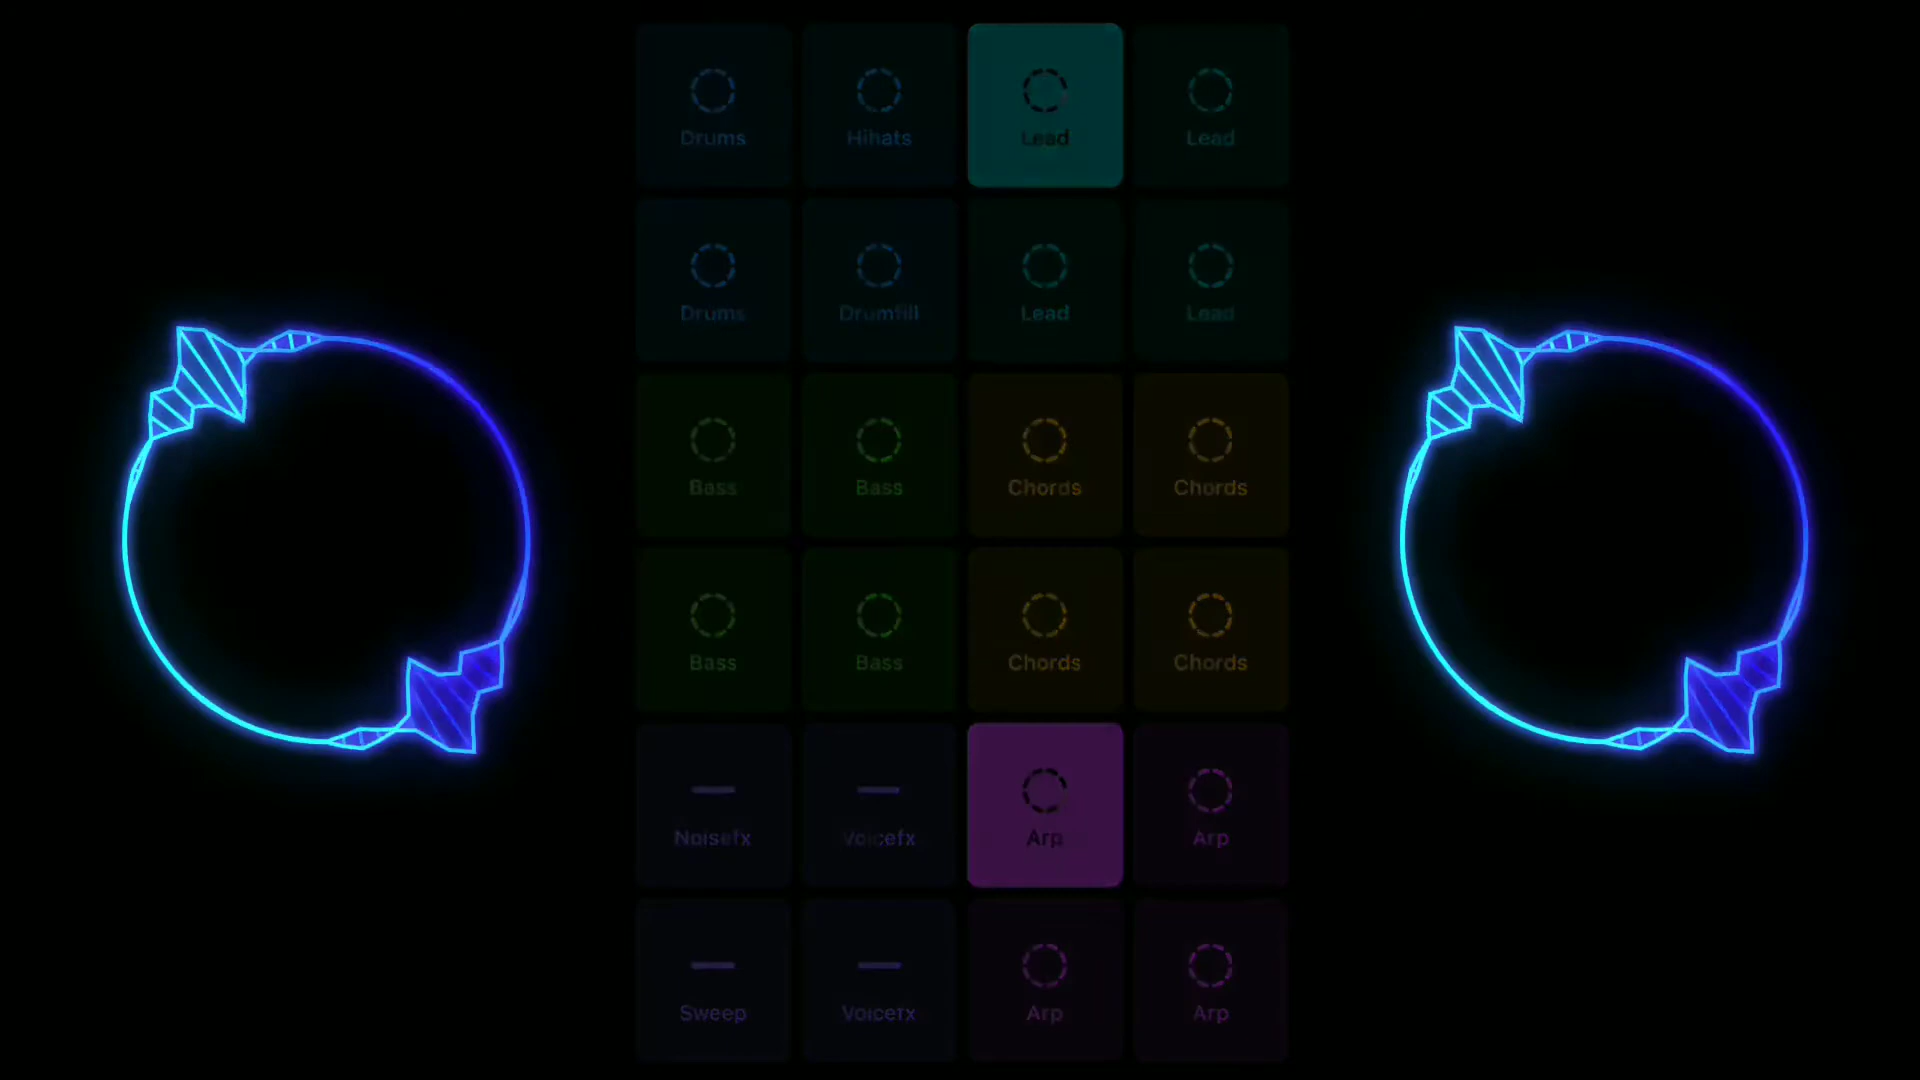 Drums Hihats Lead Lead
Drums Drumfill Lead Lead
Bass Bass Chords Chords
Bass Bass Chords Chords
Noisefx Voicefx Arp Arp
Sweep Voicefx Arp Arp